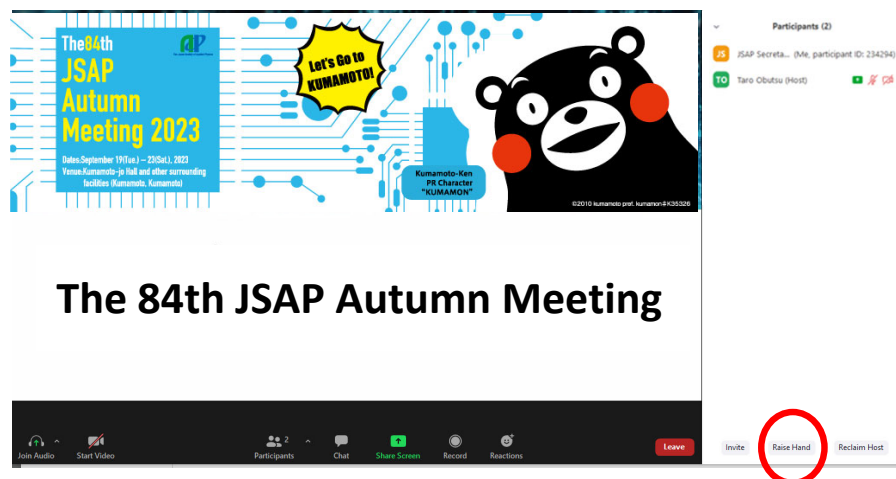 The84th
JSAP
Autumn
Meeting 2023
Dates:September 19(Tue.) – 23(Sat.), 2023
Venue:Kumamoto-jo Hall and other surrounding
facilities (Kumamoto, Kumamoto)
AP
Let's Go to
KUMAMOTO!
Kumamoto-Ken
PR Character
"KUMAMON"
©2010 kumamoto pref. kumamon#K35326
The 84th JSAP Autumn Meeting
Join Audio
Start Video
2
Participants
Chat
Share Screen
Record
Reactions
Leave
Participants (2)
JS JSAP Secreta... (Me, participant ID: 234294)
TO Taro Obutsu (Host)
Invite
Raise Hand
Reclaim Host